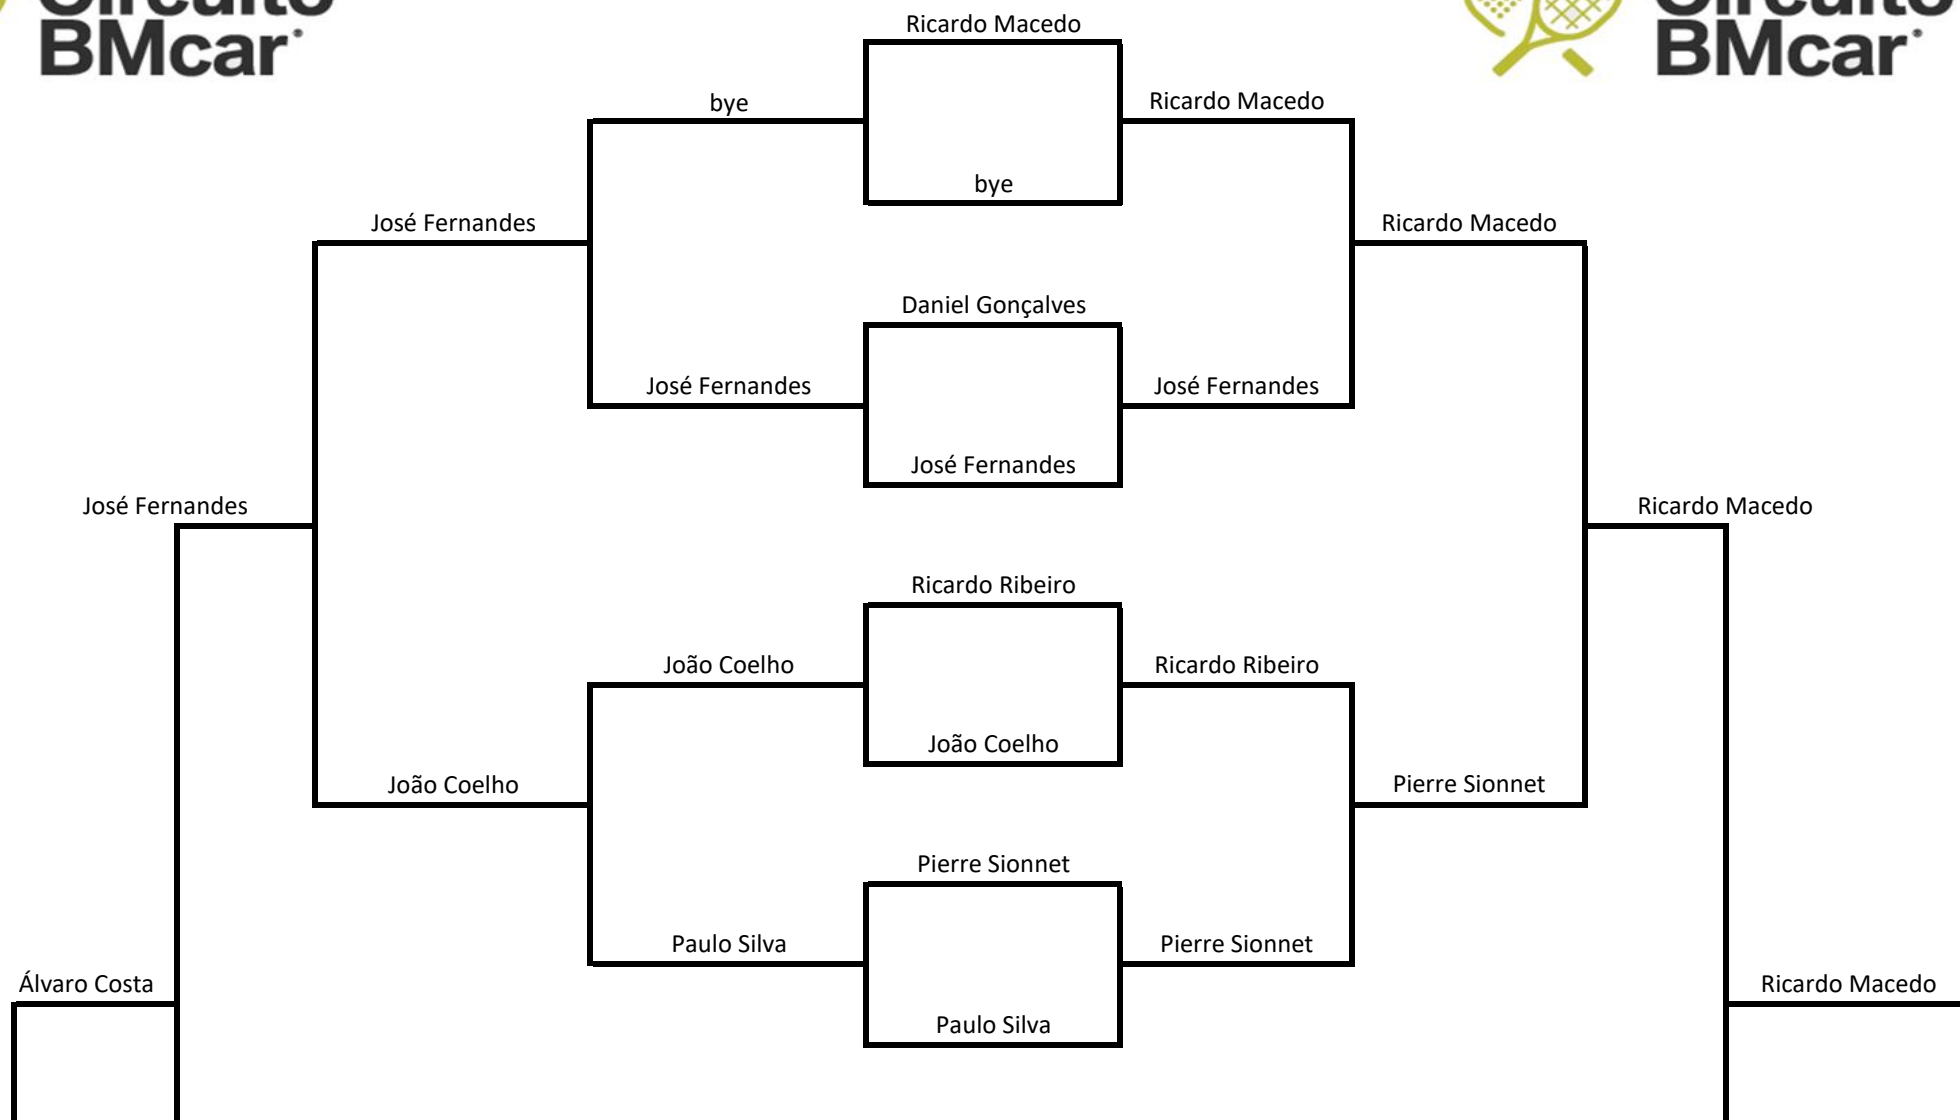 Circuito
BMcar
Circuito
BMcar
Ricardo Macedo
bye
Ricardo Macedo
bye
José Fernandes
Ricardo Macedo
Daniel Gonçalves
José Fernandes
José Fernandes
José Fernandes
José Fernandes
Ricardo Macedo
Ricardo Ribeiro
João Coelho
Ricardo Ribeiro
João Coelho
João Coelho
Pierre Sionnet
Pierre Sionnet
Paulo Silva
Pierre Sionnet
Álvaro Costa
Ricardo Macedo
Paulo Silva